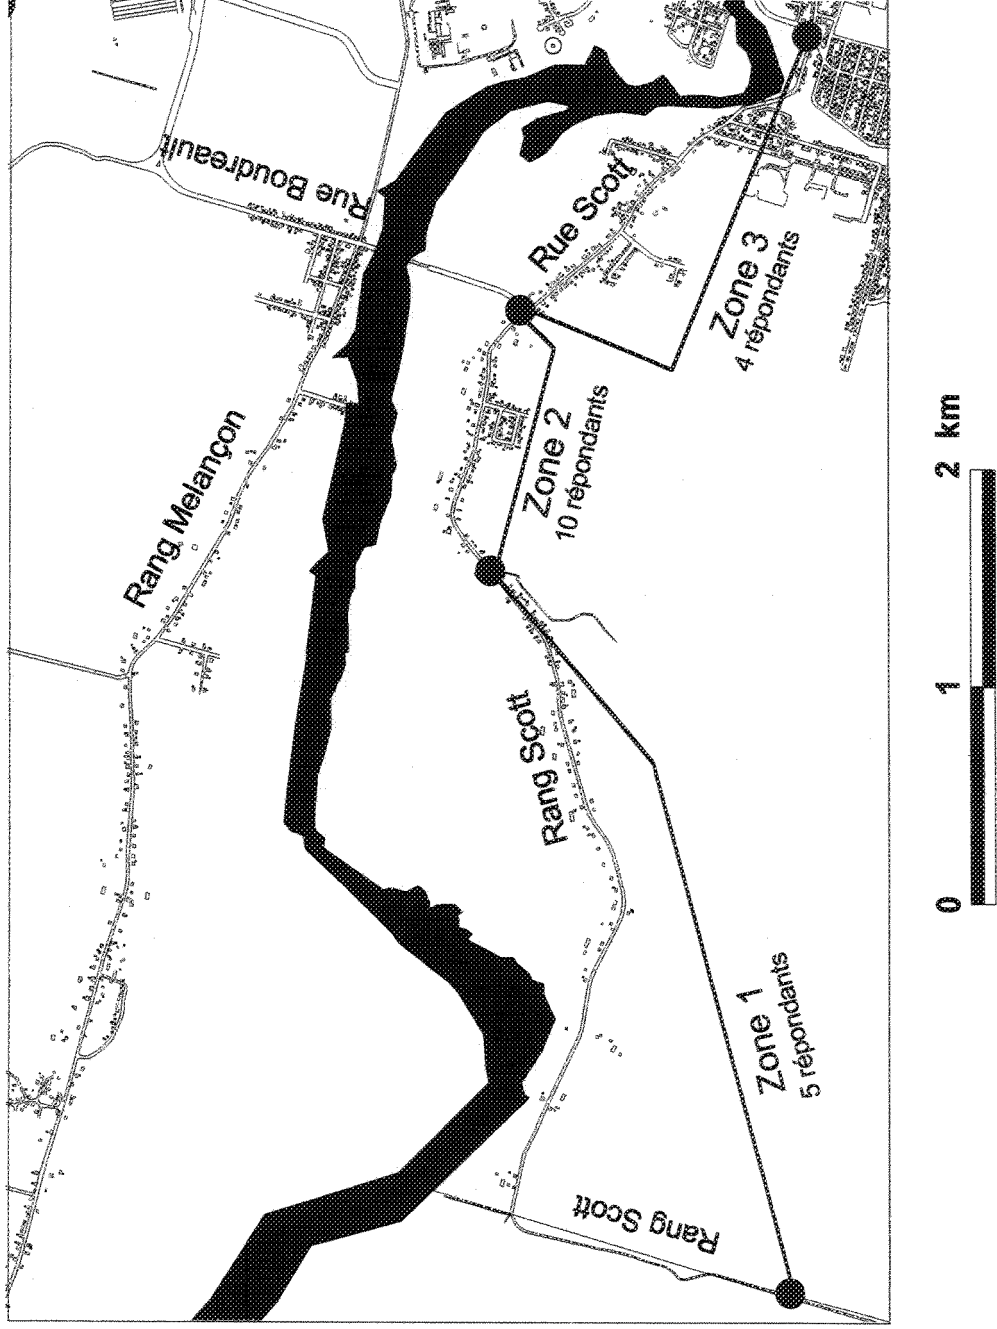 Rue Boudreault
Rang Melançon
Rue Scott
Zone 3
4 répondants
Zone 2
10 répondants
Rang Scott
Zone 1
5 répondants
Rang Scott
0 1 2 km